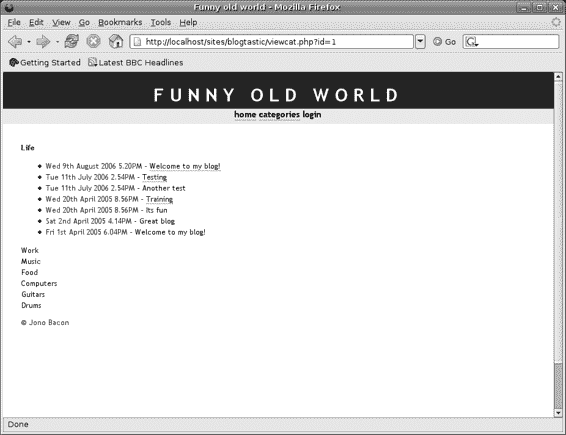 Funny old world - Mozilla Firefox
File Edit View Go Bookmarks Tools Help
http://localhost/sites/blogtastic/viewcat.php?id=1 Go
Getting Started Latest BBC Headlines
FUNNY OLD WORLD
home categories login
Life
Wed 9th August 2006 5.20PM - Welcome to my blog!
Tue 11th July 2006 2.54PM - Testing
Tue 11th July 2006 2.54PM - Another test
Wed 20th April 2005 8.56PM - Training
Wed 20th April 2005 8.56PM - Its fun
Sat 2nd April 2005 4.14PM - Great blog
Fri 1st April 2005 6.04PM - Welcome to my blog!
Work
Music
Food
Computers
Guitars
Drums
© Jono Bacon
Done